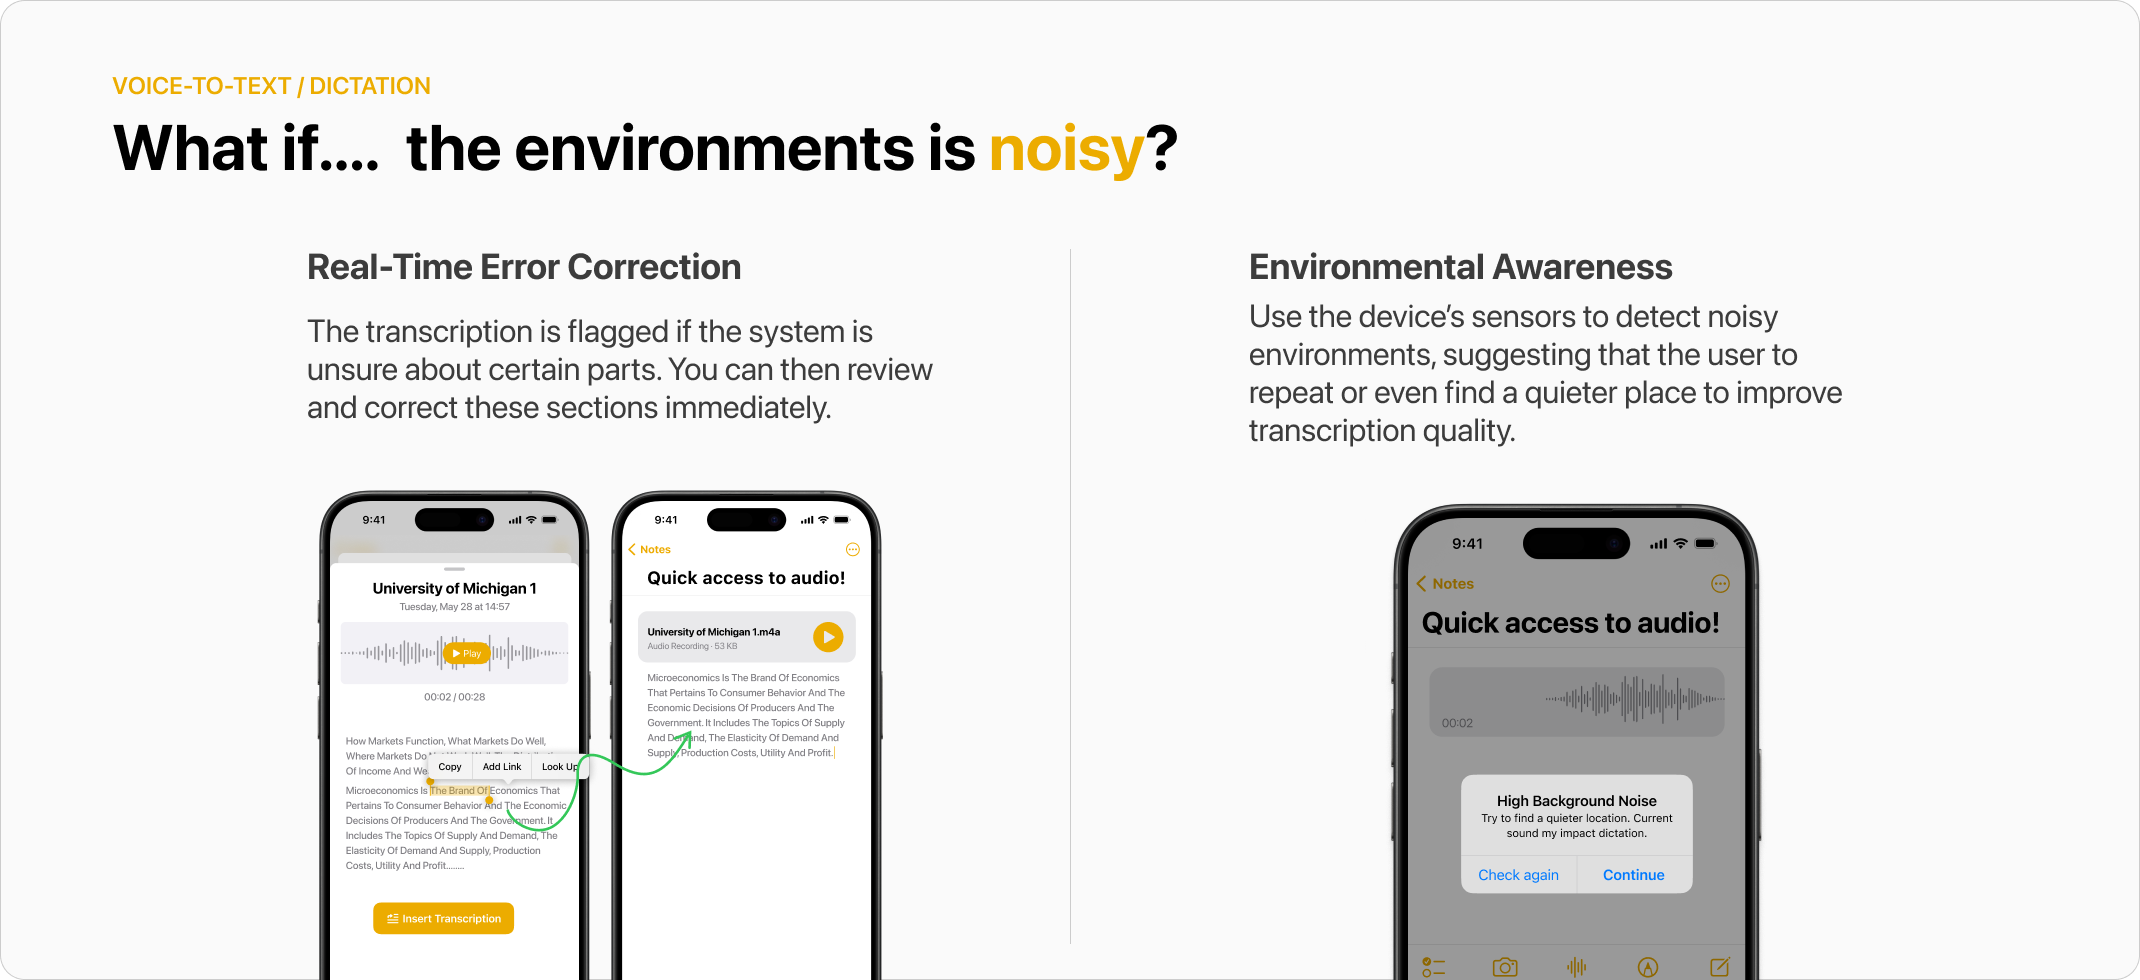 VOICE-TO-TEXT / DICTATION
What if.... the environments is noisy?
Real-Time Error Correction
The transcription is flagged if the system is
unsure about certain parts. You can then review
and correct these sections immediately.
9:41
University of Michigan 1
Tuesday, May 28 at 14:57
Play
00:02 / 00:28
How Markets Function, What Markets Do Well,
Where Markets Do
Of Income And We
Copy Add Link Look Up
Microeconomics Is The Brand Of Economics That
Pertains To Consumer Behavior And The Economic
Decisions Of Producers And The Government. It
Includes The Topics Of Supply And Demand, The
Elasticity Of Demand And Supply, Production
Costs, Utility And Profit........
Insert Transcription
9:41
Notes
Quick access to audio!
University of Michigan 1.m4a
Audio Recording · 53 KB
Microeconomics Is The Brand Of Economics
That Pertains To Consumer Behavior And The
Economic Decisions Of Producers And The
Government. It Includes The Topics Of Supply
And Demand, The Elasticity Of Demand And
Supply, Production Costs, Utility And Profit.
Environmental Awareness
Use the device's sensors to detect noisy
environments, suggesting that the user to
repeat or even find a quieter place to improve
transcription quality.
9:41
Notes
Quick access to audio!
00:02
High Background Noise
Try to find a quieter location. Current
sound my impact dictation.
Check again Continue